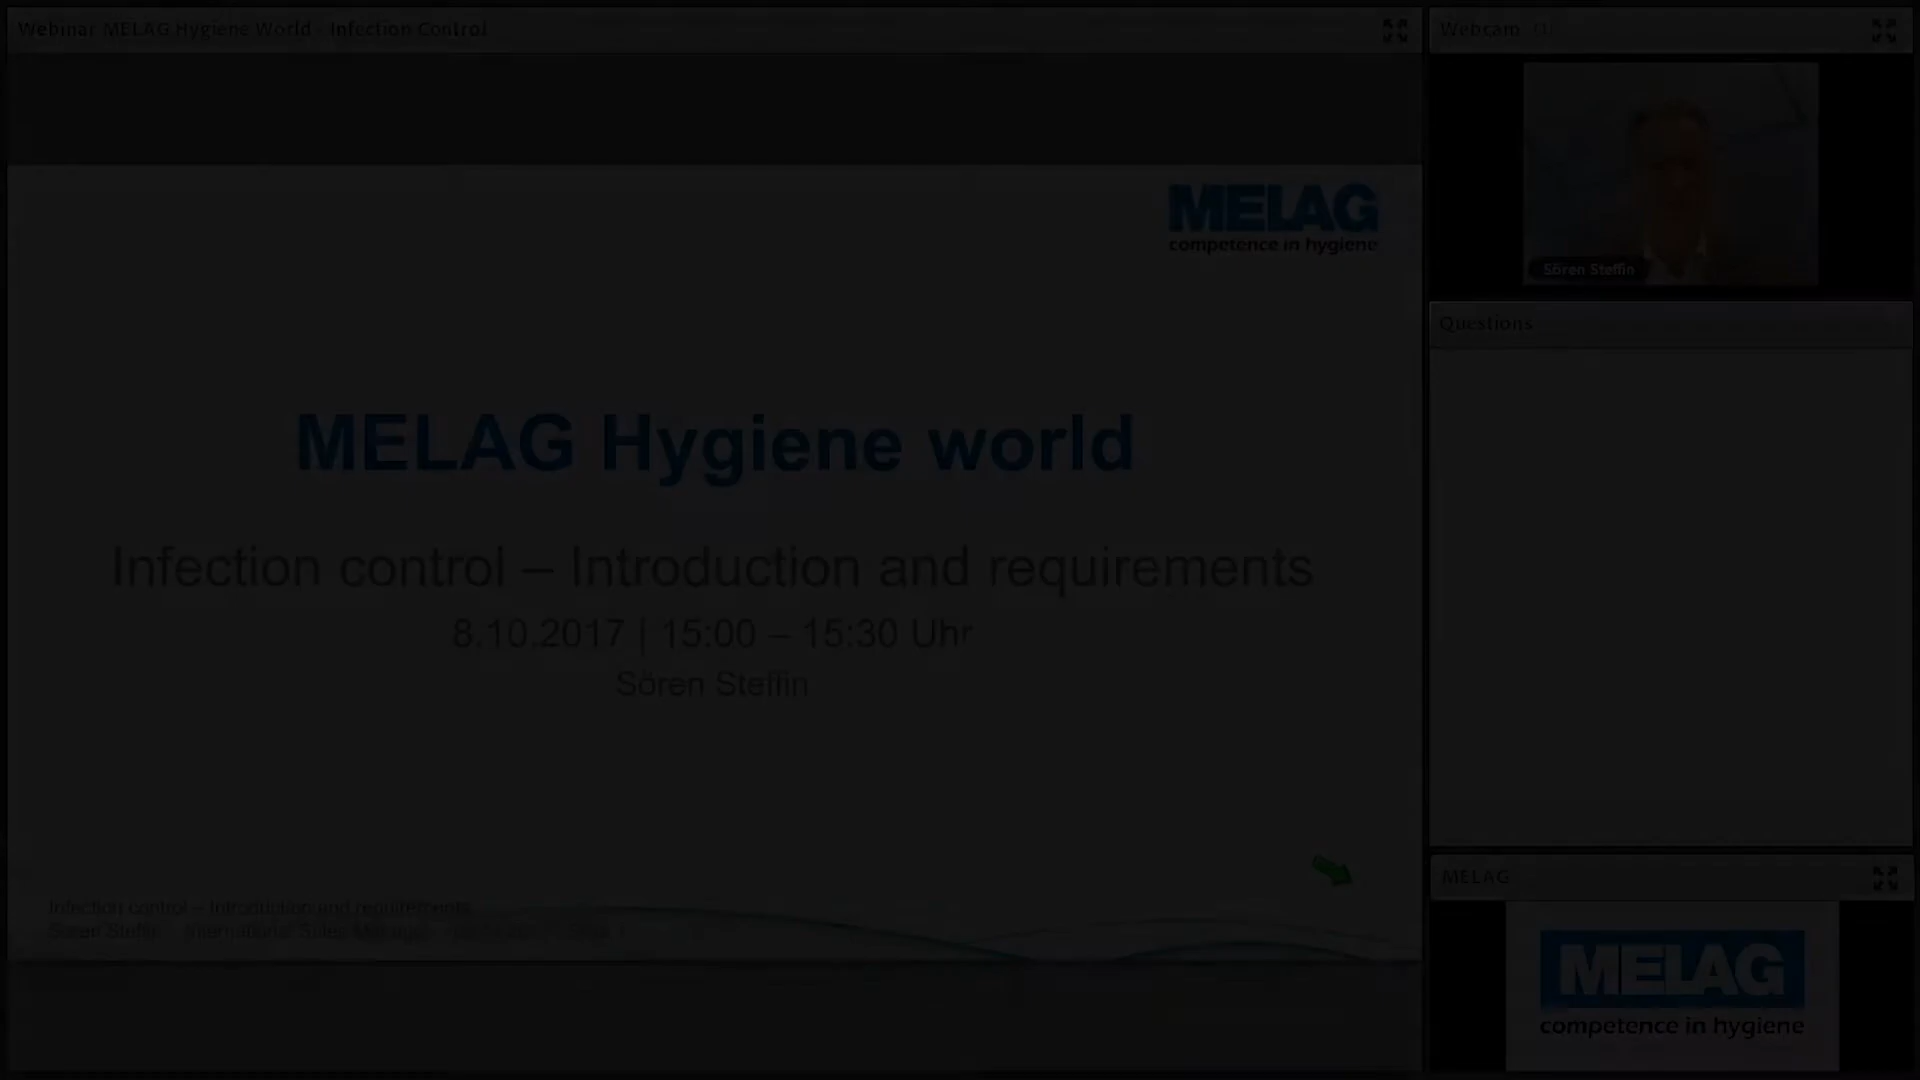 Webinar MELAG Hygiene World - Infection Control
MELAG
competence in hygiene
MELAG Hygiene world
Infection control – Introduction and requirements
8.10.2017 | 15:00 – 15:30 Uhr
Sören Steffin
Infection control – Introduction and requirements
Sören Steffin - International Sales Manager
Webcam
Sören Steffin
Questions
MELAG
MELAG
competence in hygiene